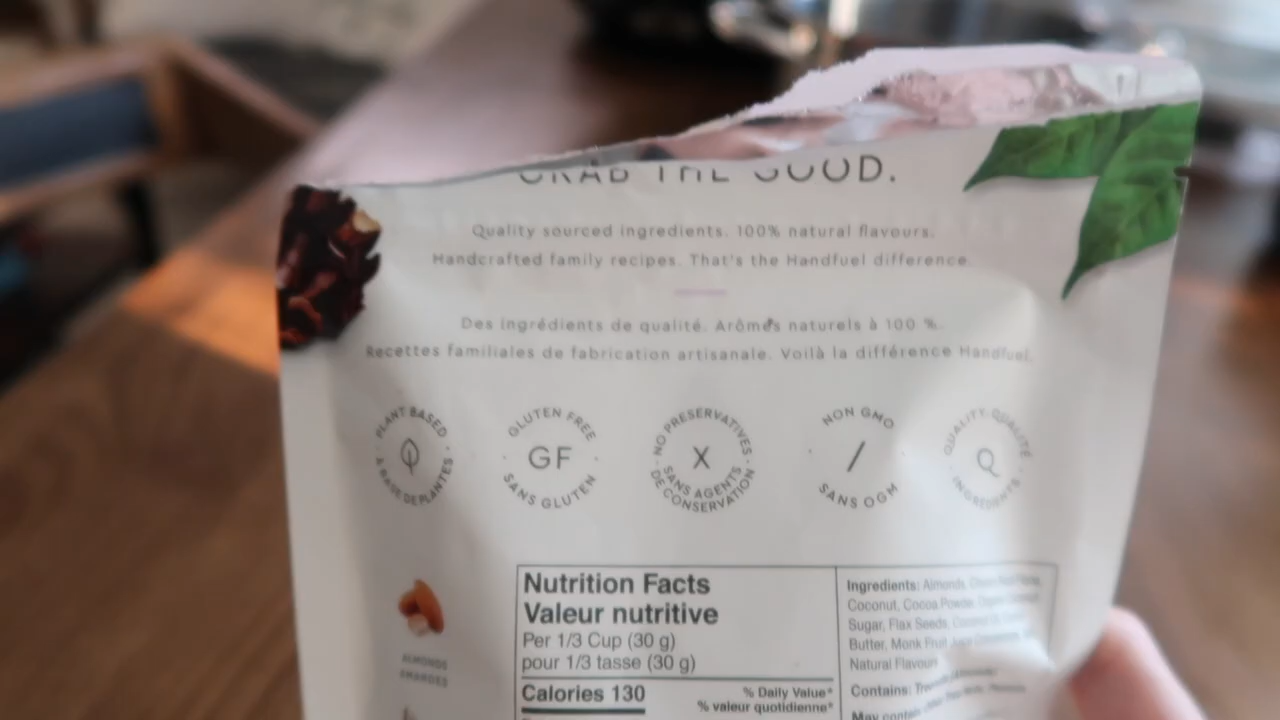 GRAB THE GOOD.
Quality sourced ingredients. 100% natural flavours.
Handcrafted family recipes. That's the Handfuel difference.
Des ingrédients de qualité. Arômes naturels à 100 %.
Recettes familiales de fabrication artisanale. Voilà la différence Handfuel.
PLANT BASED
À BASE DE PLANTES
GLUTEN FREE
GF
SANS GLUTEN
NO PRESERVATIVES
X
SANS AGENTS
DE CONSERVATION
NON GMO
/
SANS OGM
QUALITY · QUALITÉ
Q
INGRÉDIENTS
ALMONDS
AMANDES
Nutrition Facts
Valeur nutritive
Per 1/3 Cup (30 g)
pour 1/3 tasse (30 g)
Calories 130
% Daily Value*
% valeur quotidienne*
Ingredients: Almonds,
Coconut, Cocoa Powder,
Sugar, Flax Seeds,
Butter, Monk Fruit
Natural Flavour
Contains:
May contain